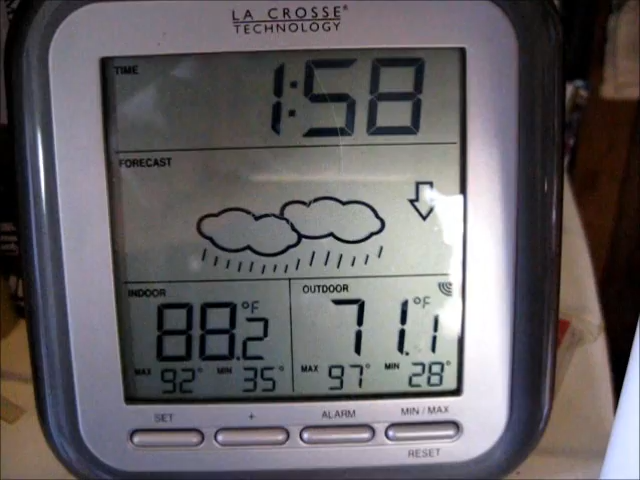 LA CROSSE®
TECHNOLOGY
TIME
1:58
FORECAST
INDOOR
88.2 °F
MAX 92° MIN 35°
OUTDOOR
71.1 °F
MAX 97° MIN 28°
SET + ALARM MIN / MAX
RESET